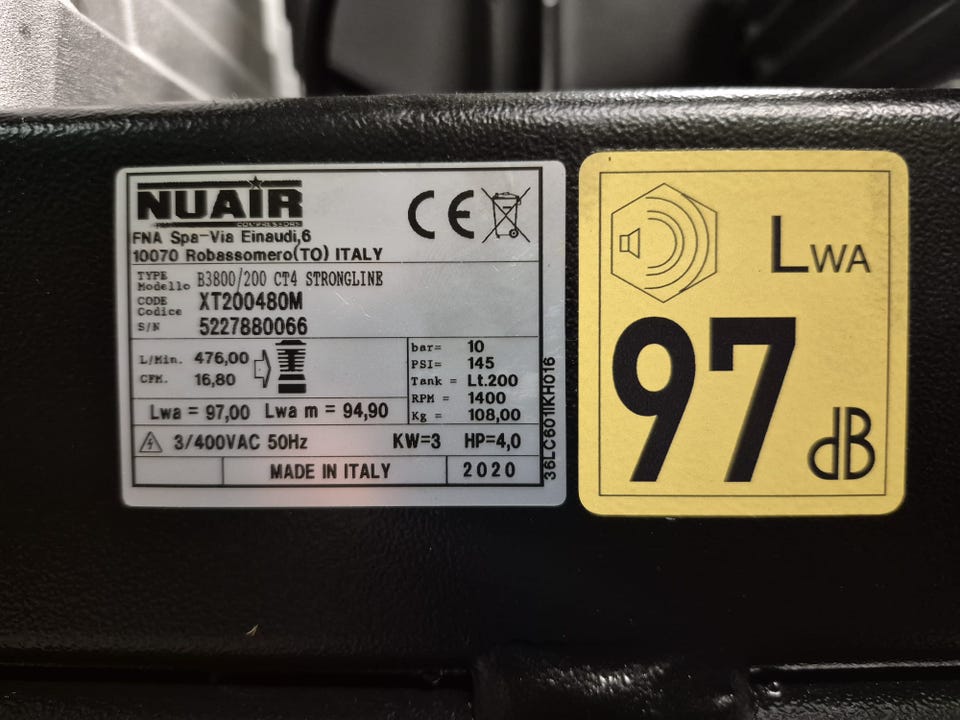 NUAIR
COMPRESSORS
CE
FNA Spa-Via Einaudi,6
10070 Robassomero(TO) ITALY
TYPE
Modello
B3800/200 CT4 STRONGLINE
CODE
Codice
XT200480M
S/N 5227880066
L/Min. 476,00
CFM. 16,80
bar= 10
PSI= 145
Tank = Lt.200
RPM = 1400
Kg = 108,00
Lwa = 97,00 Lwa m = 94,90
3/400VAC 50Hz KW=3 HP=4,0
MADE IN ITALY 2020
36LC601IKH016
LWA
97
dB